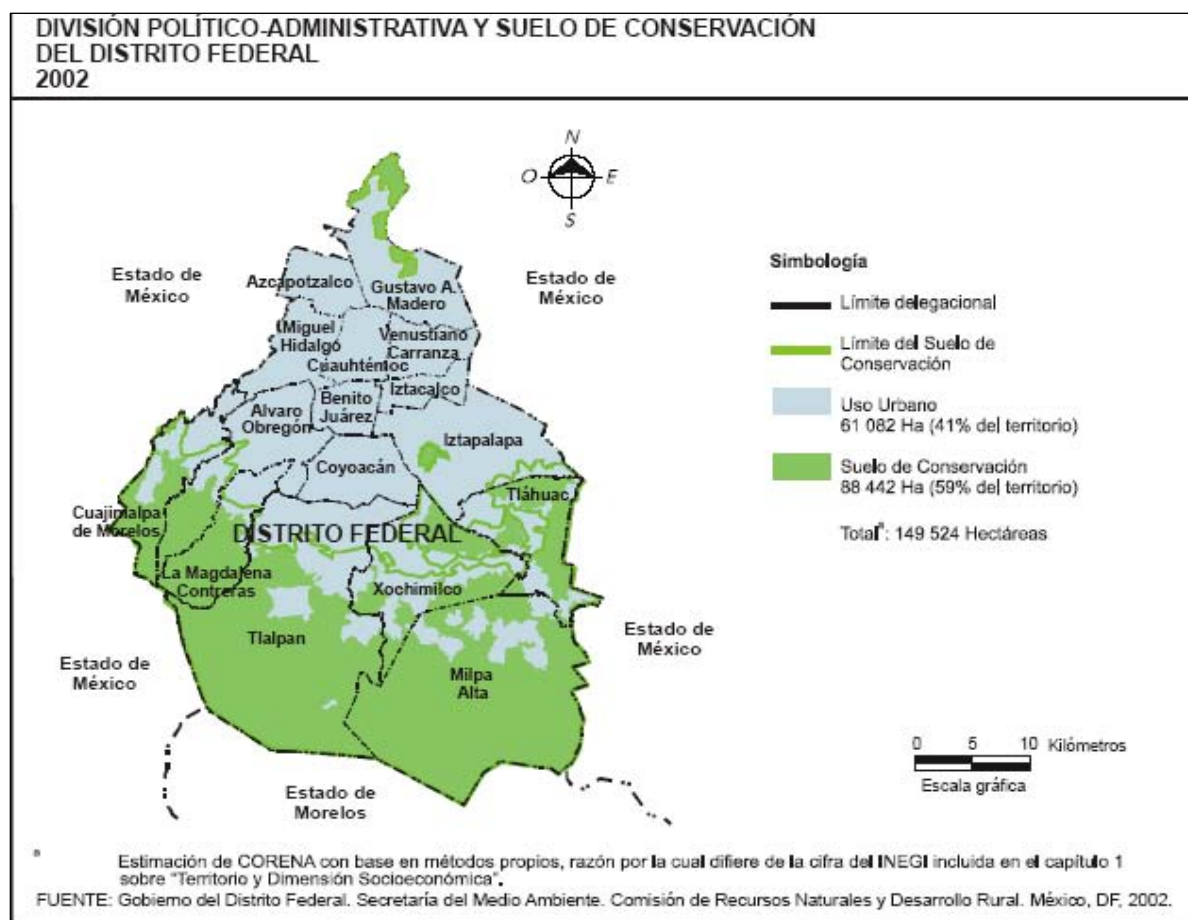 DIVISIÓN POLÍTICO-ADMINISTRATIVA Y SUELO DE CONSERVACIÓN
DEL DISTRITO FEDERAL
2002
N
O
E
S
Estado de
México
Estado de
México
Azcapotzalco
Gustavo A.
Madero
Miguel
Hidalgó
Venustiano
Carranza
Cuauhtémoc
Iztacalco
Benito
Juárez
Alvaro
Obregón
Iztapalapa
Coyoacán
Tláhuac
Cuajimalpa
de Morelos
DISTRITO FEDERAL
La Magdalena
Contreras
Xochimilco
Tlalpan
Milpa
Alta
Estado de
México
Estado de
México
Estado de
Morelos
Simbología
Límite delegacional
Límite del Suelo de
Conservación
Uso Urbano
61 082 Ha (41% del territorio)
Suelo de Conservación
88 442 Ha (59% del territorio)
Total a: 149 524 Hectáreas
0 5 10 Kilómetros
Escala gráfica
a
Estimación de CORENA con base en métodos propios, razón por la cual difiere de la cifra del INEGI incluida en el capítulo 1
sobre "Territorio y Dimensión Socioeconómica".
FUENTE: Gobierno del Distrito Federal. Secretaría del Medio Ambiente. Comisión de Recursos Naturales y Desarrollo Rural. México, DF, 2002.